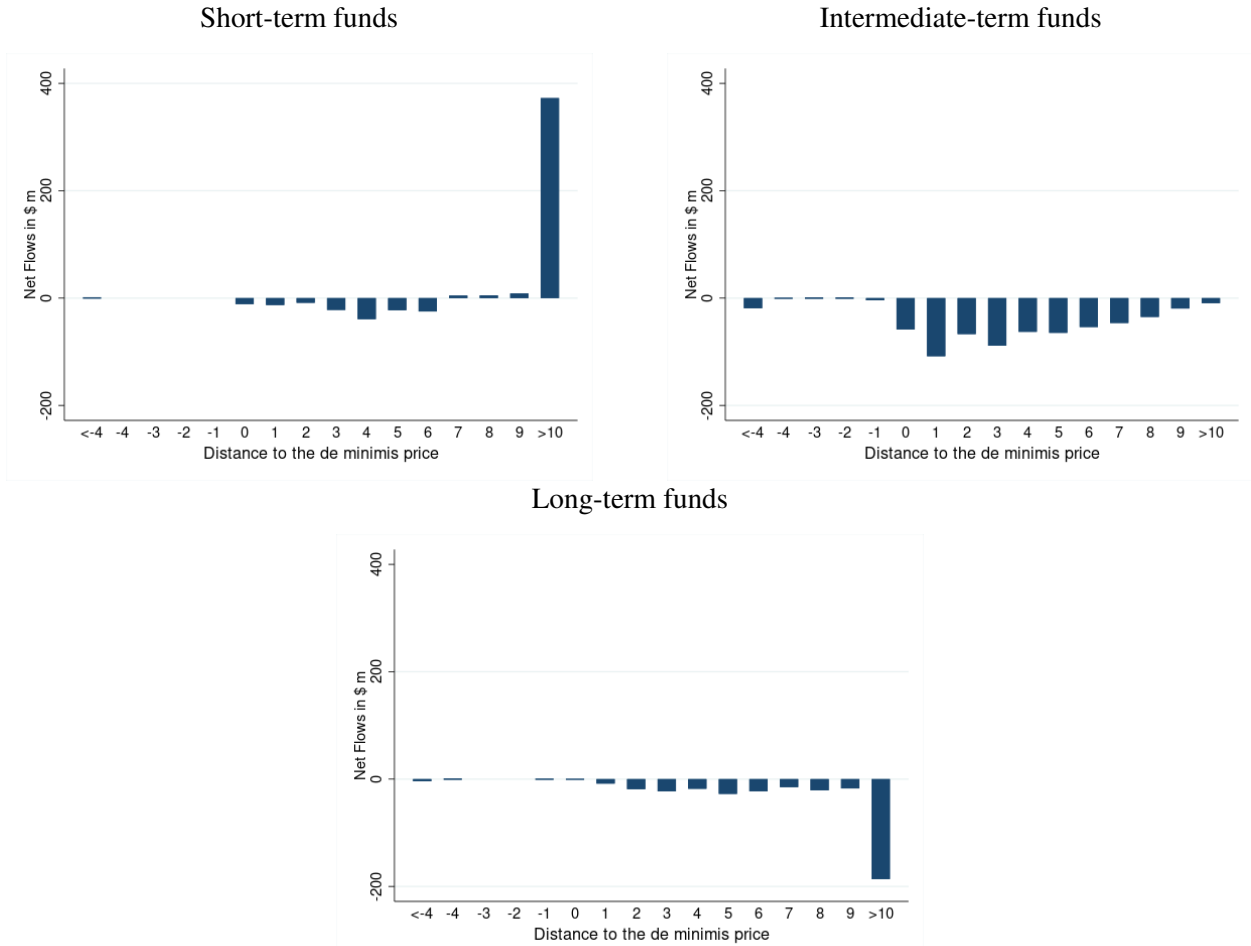 Short-term funds
Net Flows in $ m
400
200
0
-200
<-4 -4 -3 -2 -1 0 1 2 3 4 5 6 7 8 9 >10
Distance to the de minimis price
Intermediate-term funds
Net Flows in $ m
400
200
0
-200
<-4 -4 -3 -2 -1 0 1 2 3 4 5 6 7 8 9 >10
Distance to the de minimis price
Long-term funds
Net Flows in $ m
400
200
0
-200
<-4 -4 -3 -2 -1 0 1 2 3 4 5 6 7 8 9 >10
Distance to the de minimis price